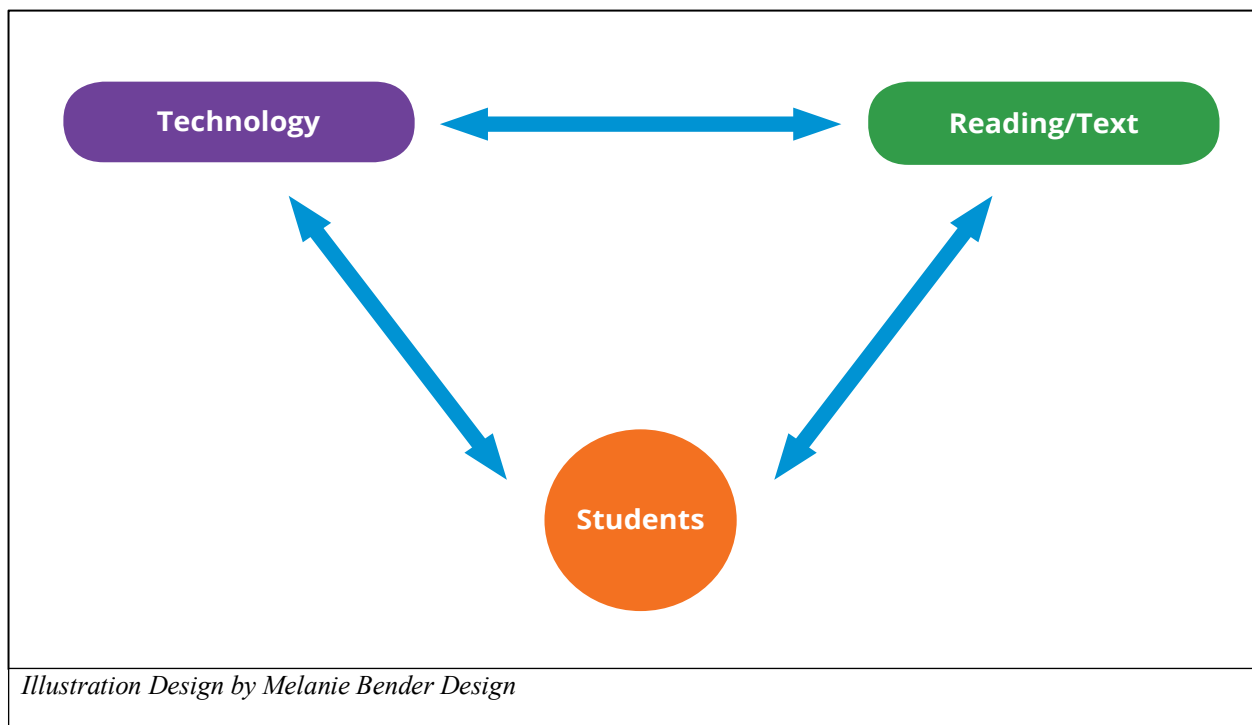 Technology
Reading/Text
Students
Illustration Design by Melanie Bender Design